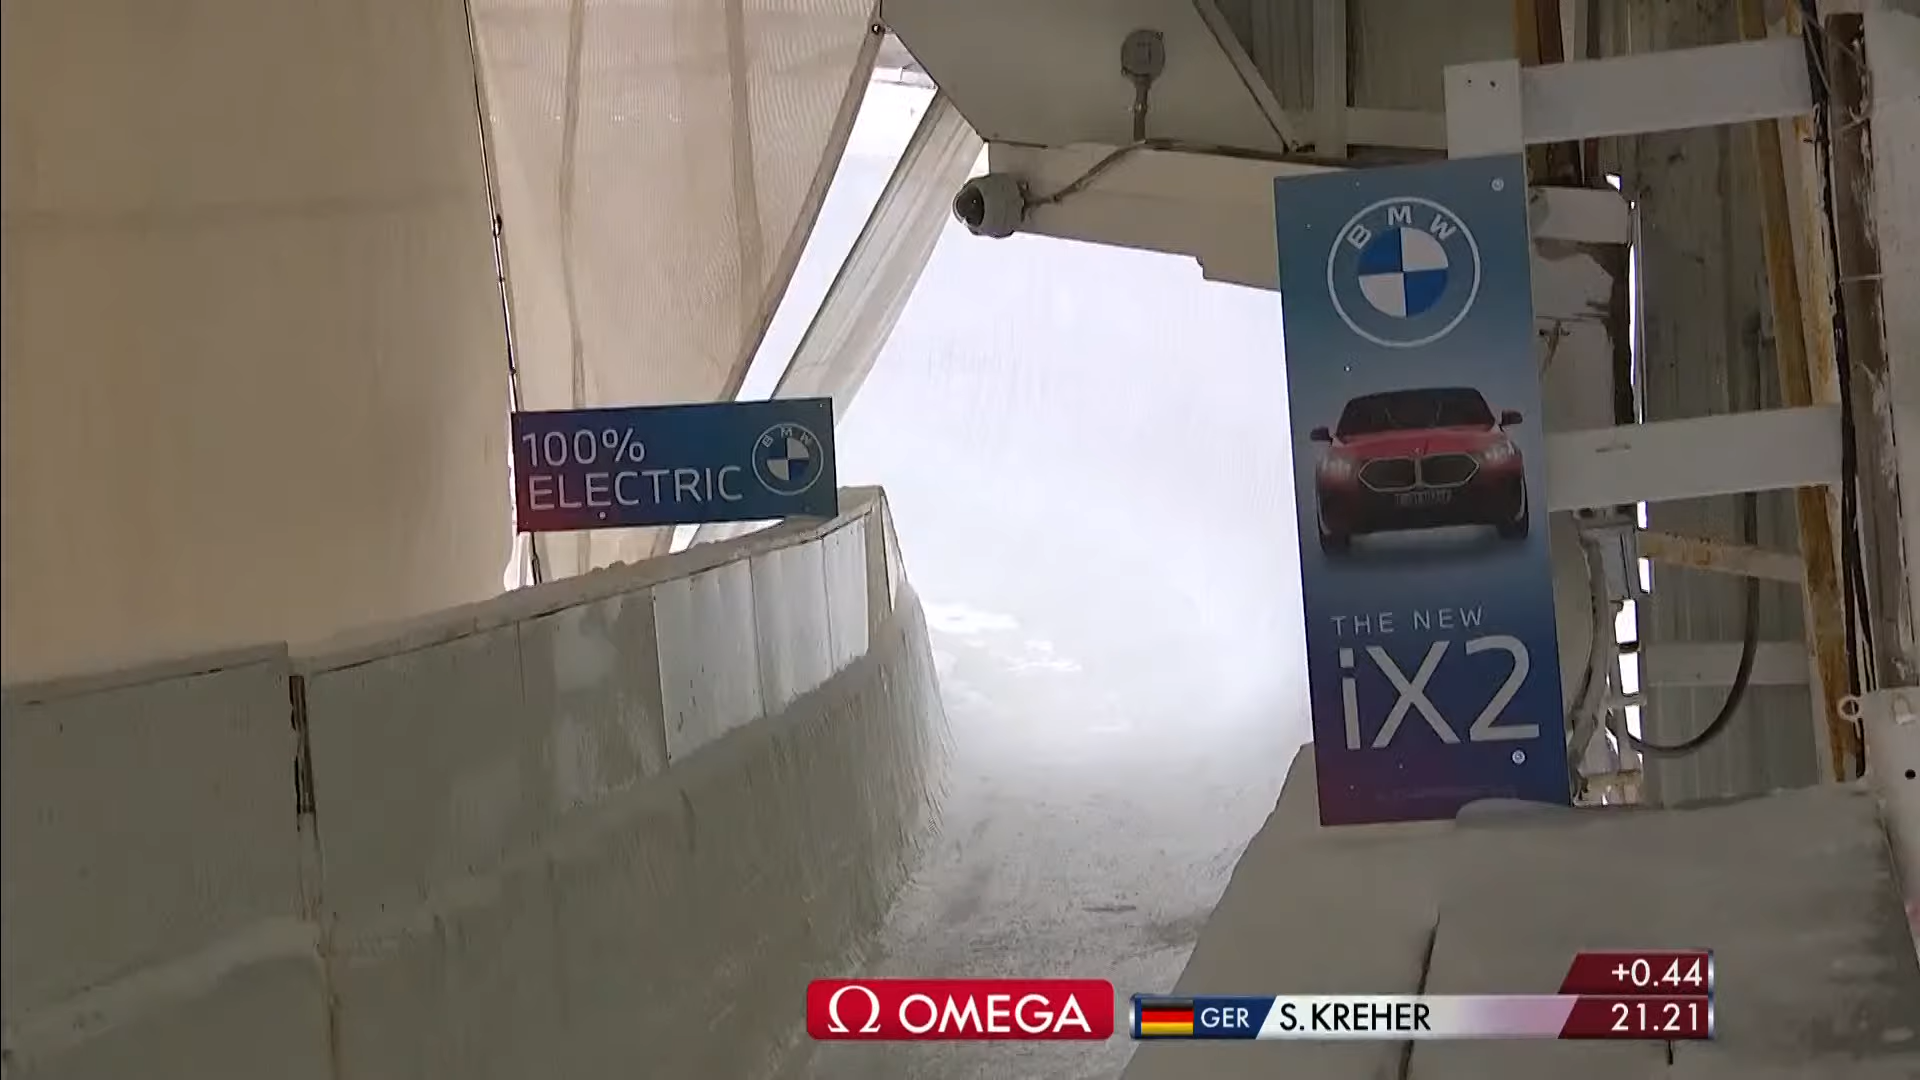 BMW
100%
ELECTRIC
BMW
THE NEW
iX2
+0.44
Ω OMEGA
GER S. KREHER 21.21